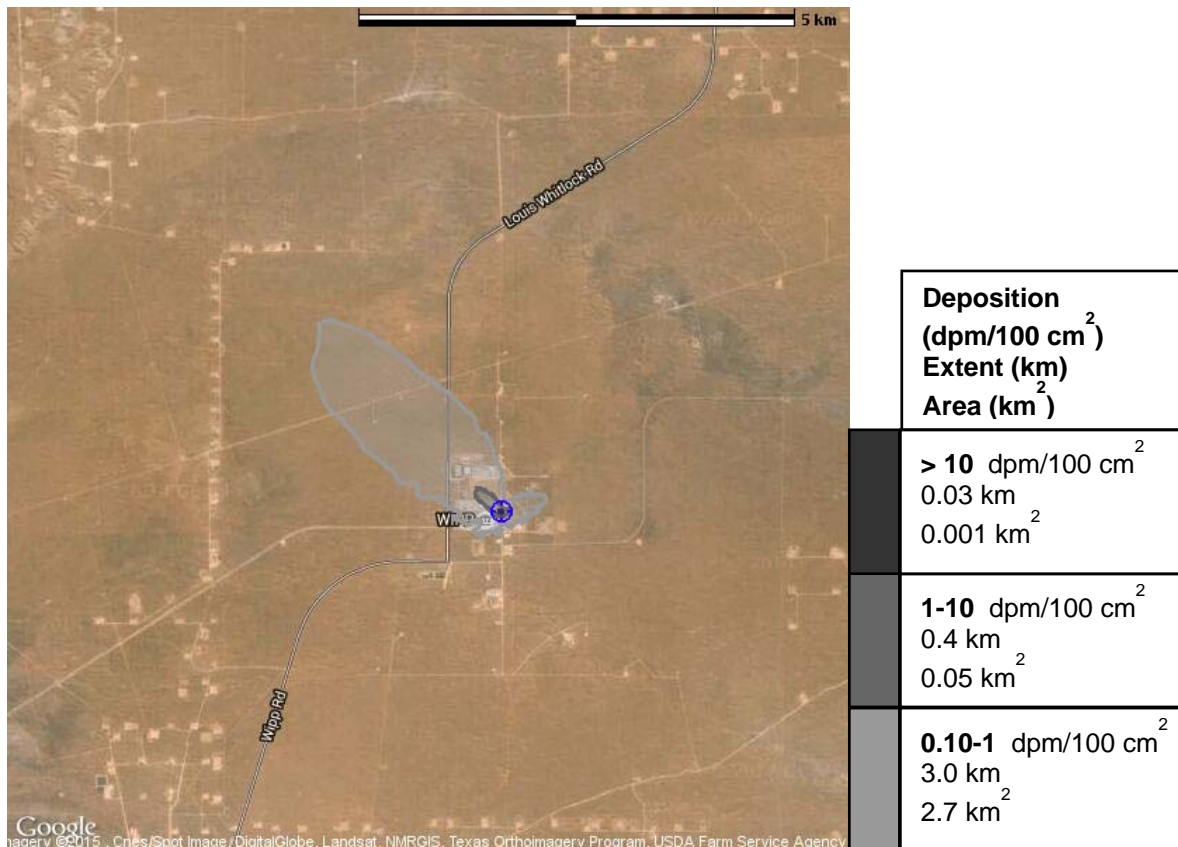 5 km
Louis Whitlock Rd
Wipp Rd
Google
magery ©2015 , Cnes/Spot Image, DigitalGlobe, Landsat, NMRGIS, Texas Orthoimagery Program, USDA Farm Service Agency
Deposition
(dpm/100 cm²)
Extent (km)
Area (km²)
> 10 dpm/100 cm²
0.03 km
0.001 km²
1-10 dpm/100 cm²
0.4 km
0.05 km²
0.10-1 dpm/100 cm²
3.0 km
2.7 km²